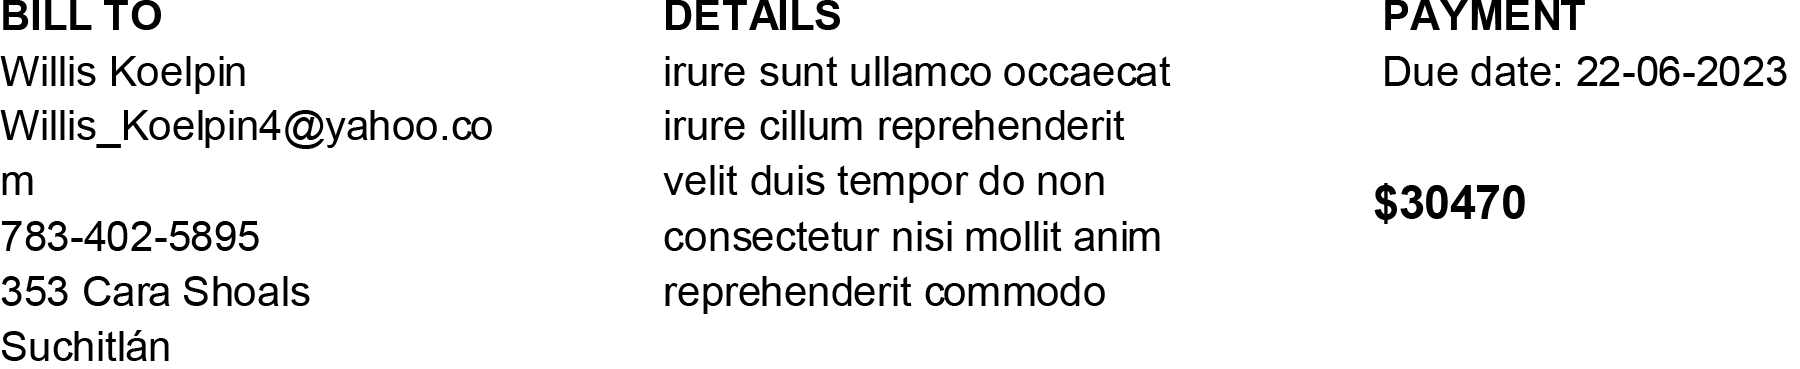 BILL TO
Willis Koelpin
Willis_Koelpin4@yahoo.co
m
783-402-5895
353 Cara Shoals
Suchitlán
DETAILS
irure sunt ullamco occaecat
irure cillum reprehenderit
velit duis tempor do non
consectetur nisi mollit anim
reprehenderit commodo
PAYMENT
Due date: 22-06-2023
$30470